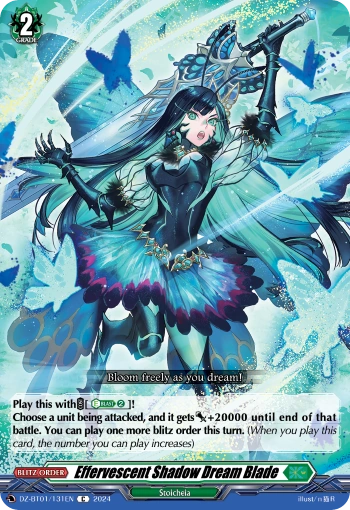 2
GRADE
Bloom freely as you dream!
Play this with [ E-BLAST 2 ]!
Choose a unit being attacked, and it gets +20000 until end of that
battle. You can play one more blitz order this turn. (When you play this
card, the number you can play increases)
BLITZ ORDER Effervescent Shadow Dream Blade
Stoicheia
DZ-BT01/131EN C 2024 illust/п猫R